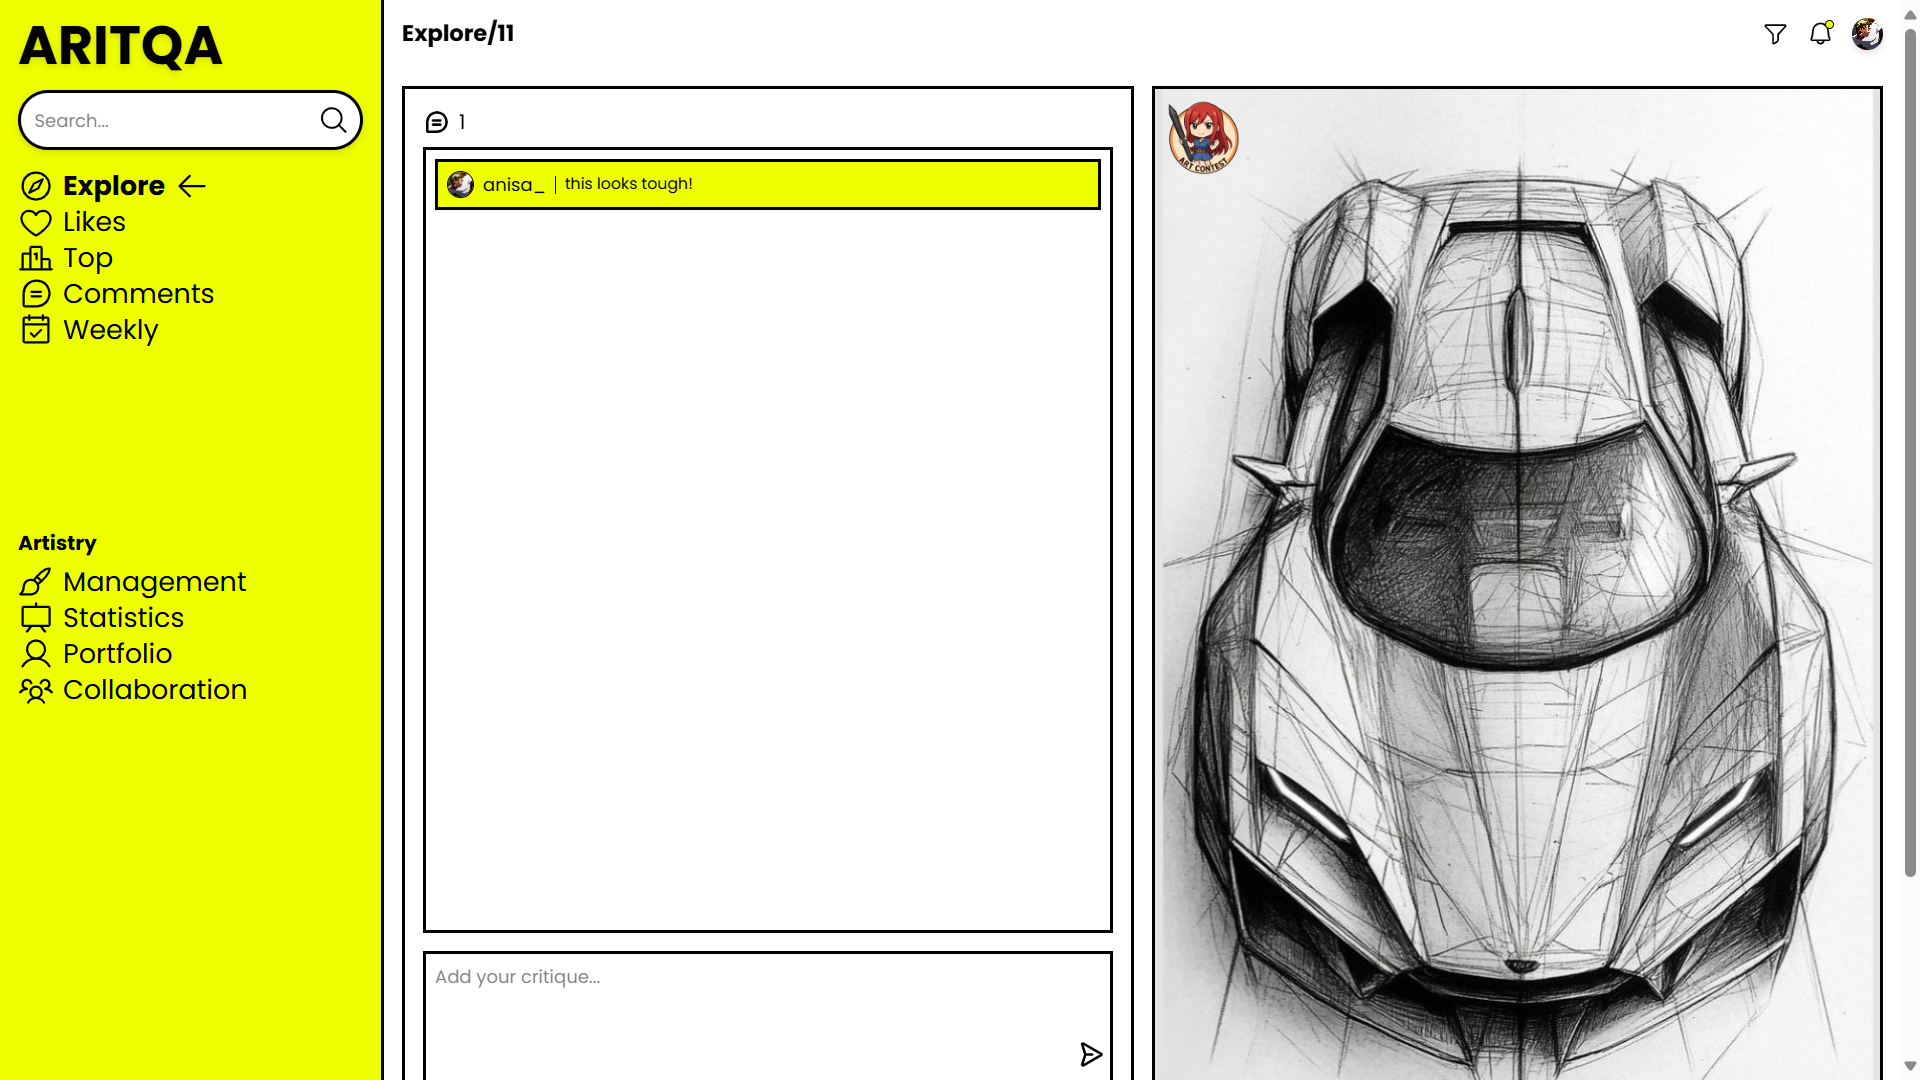 ARITQA
Search...
Explore
Likes
Top
Comments
Weekly
Artistry
Management
Statistics
Portfolio
Collaboration
Explore/11
1
anisa_ | this looks tough!
Add your critique...
1
ART CONTEST